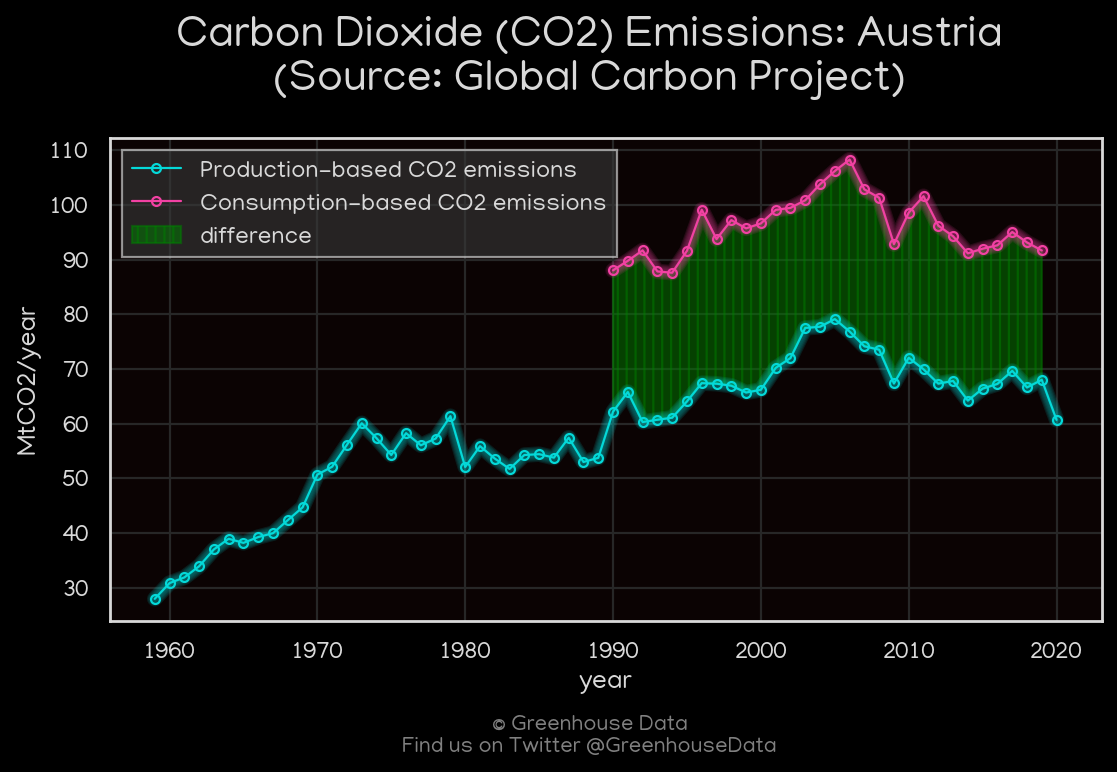 Carbon Dioxide (CO2) Emissions: Austria
(Source: Global Carbon Project)
110
100
90
80
70
60
50
40
30
MtCO2/year
Production-based CO2 emissions
Consumption-based CO2 emissions
difference
1960 1970 1980 1990 2000 2010 2020
year
© Greenhouse Data
Find us on Twitter @GreenhouseData